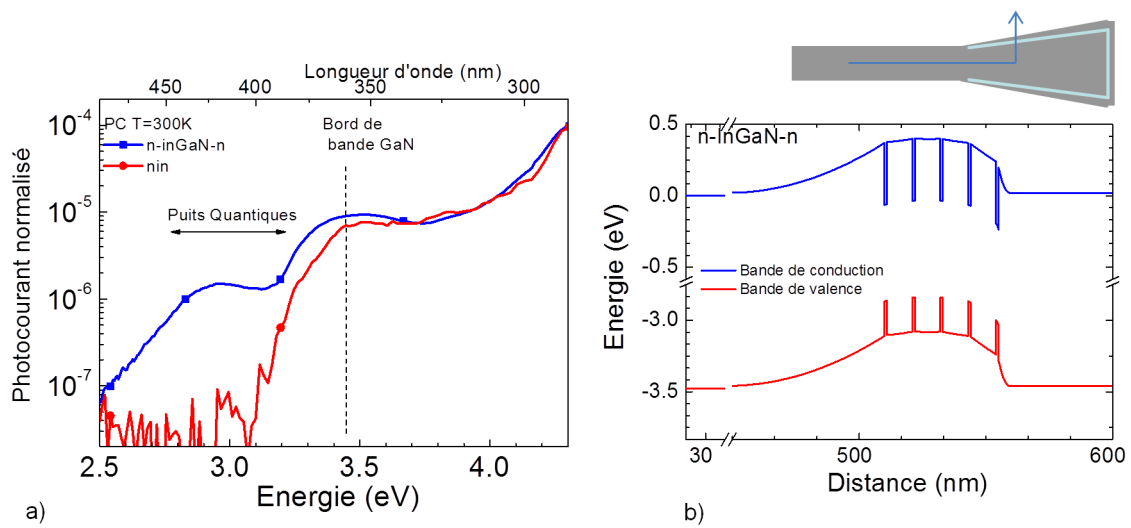 Longueur d'onde (nm)
450 400 350 300
PC T=300K
n-inGaN-n
nin
Bord de
bande GaN
Puits Quantiques
Photocourant normalisé
10-4
10-5
10-6
10-7
2.5 3.0 3.5 4.0
Energie (eV)
a)
n-InGaN-n
Energie (eV)
0.5
0.0
-0.5
-3.0
-3.5
Bande de conduction
Bande de valence
30 500 600
Distance (nm)
b)